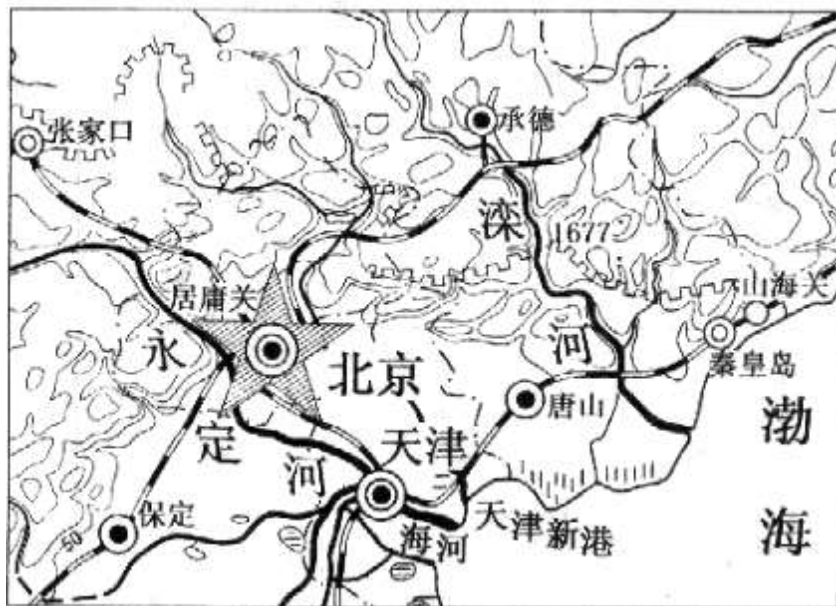 张家口
承德
滦河
1677
山海关
居庸关
秦皇岛
永定河
北京
唐山
渤海
天津
保定
海河
天津新港
50